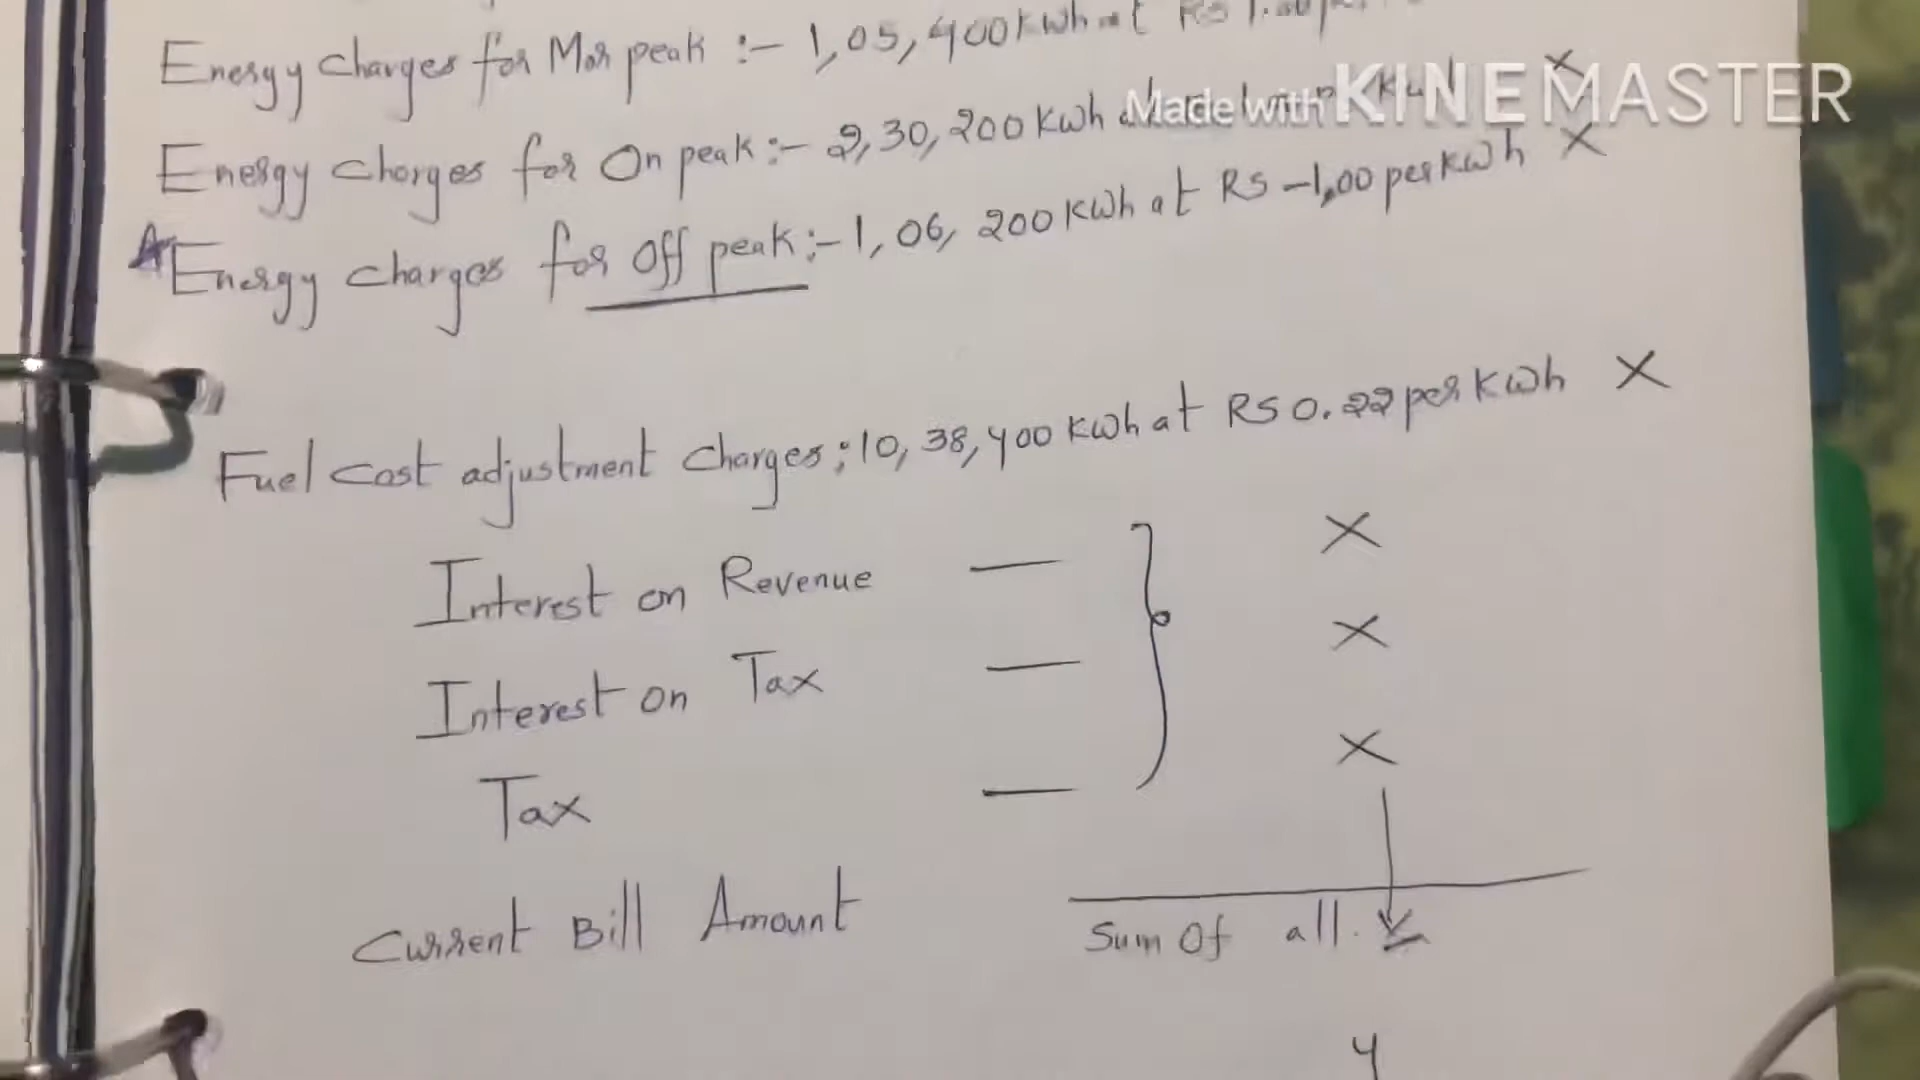 Energy Charges for Mor peak :- 1,05,400 kwh at RS
Made with KINEMASTER
Energy Charges for On peak :- 2,30,200 Kwh
Energy Charges for Off peak :- 1,06,200 KWh at RS -1.00 per kwh X
Fuel Cost adjustment Charges ; 10,38,400 kwh at RS 0.22 per Kwh X
Interest on Revenue — X
Interest on Tax — X
Tax — X
Current Bill Amount Sum Of all.
4